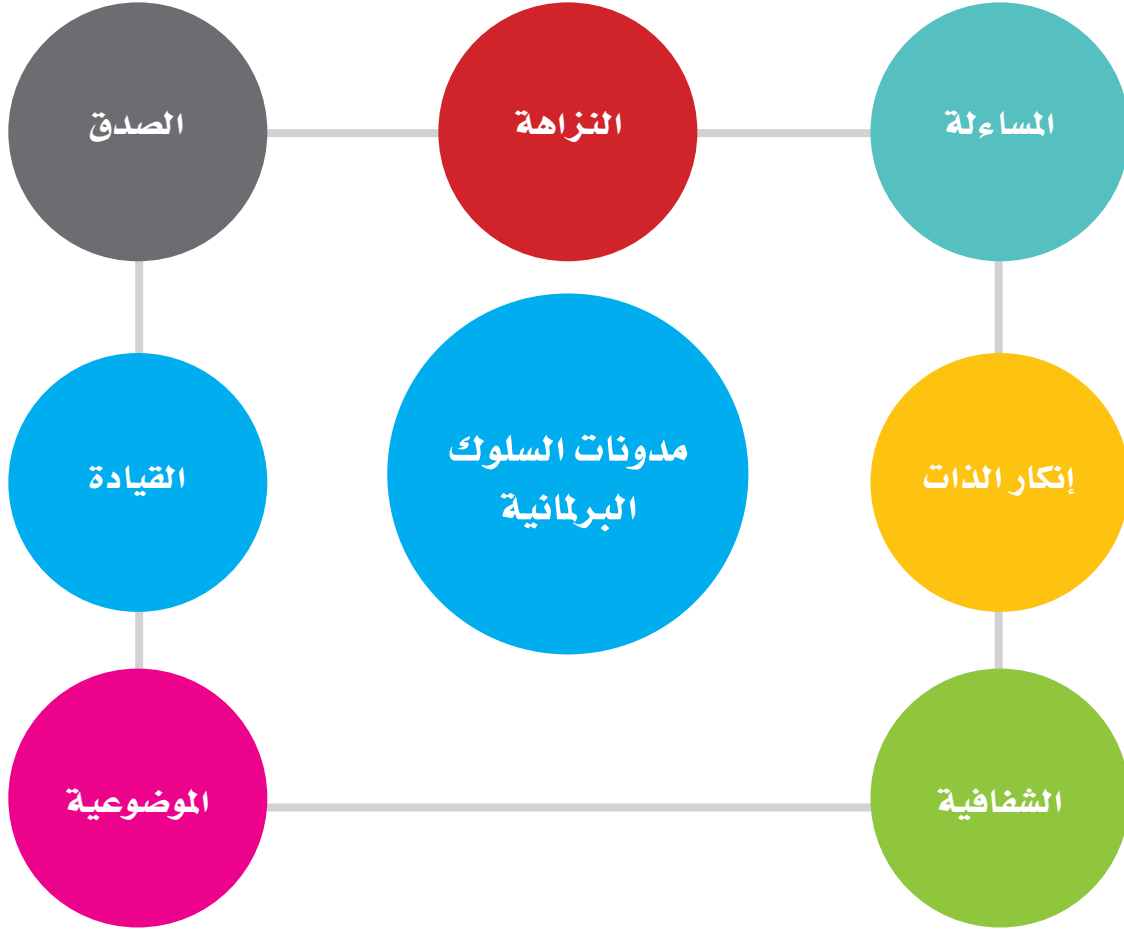 المساءلة
النزاهة
الصدق
مدونات السلوك
البرلمانية
إنكار الذات
القيادة
الشفافية
الموضوعية